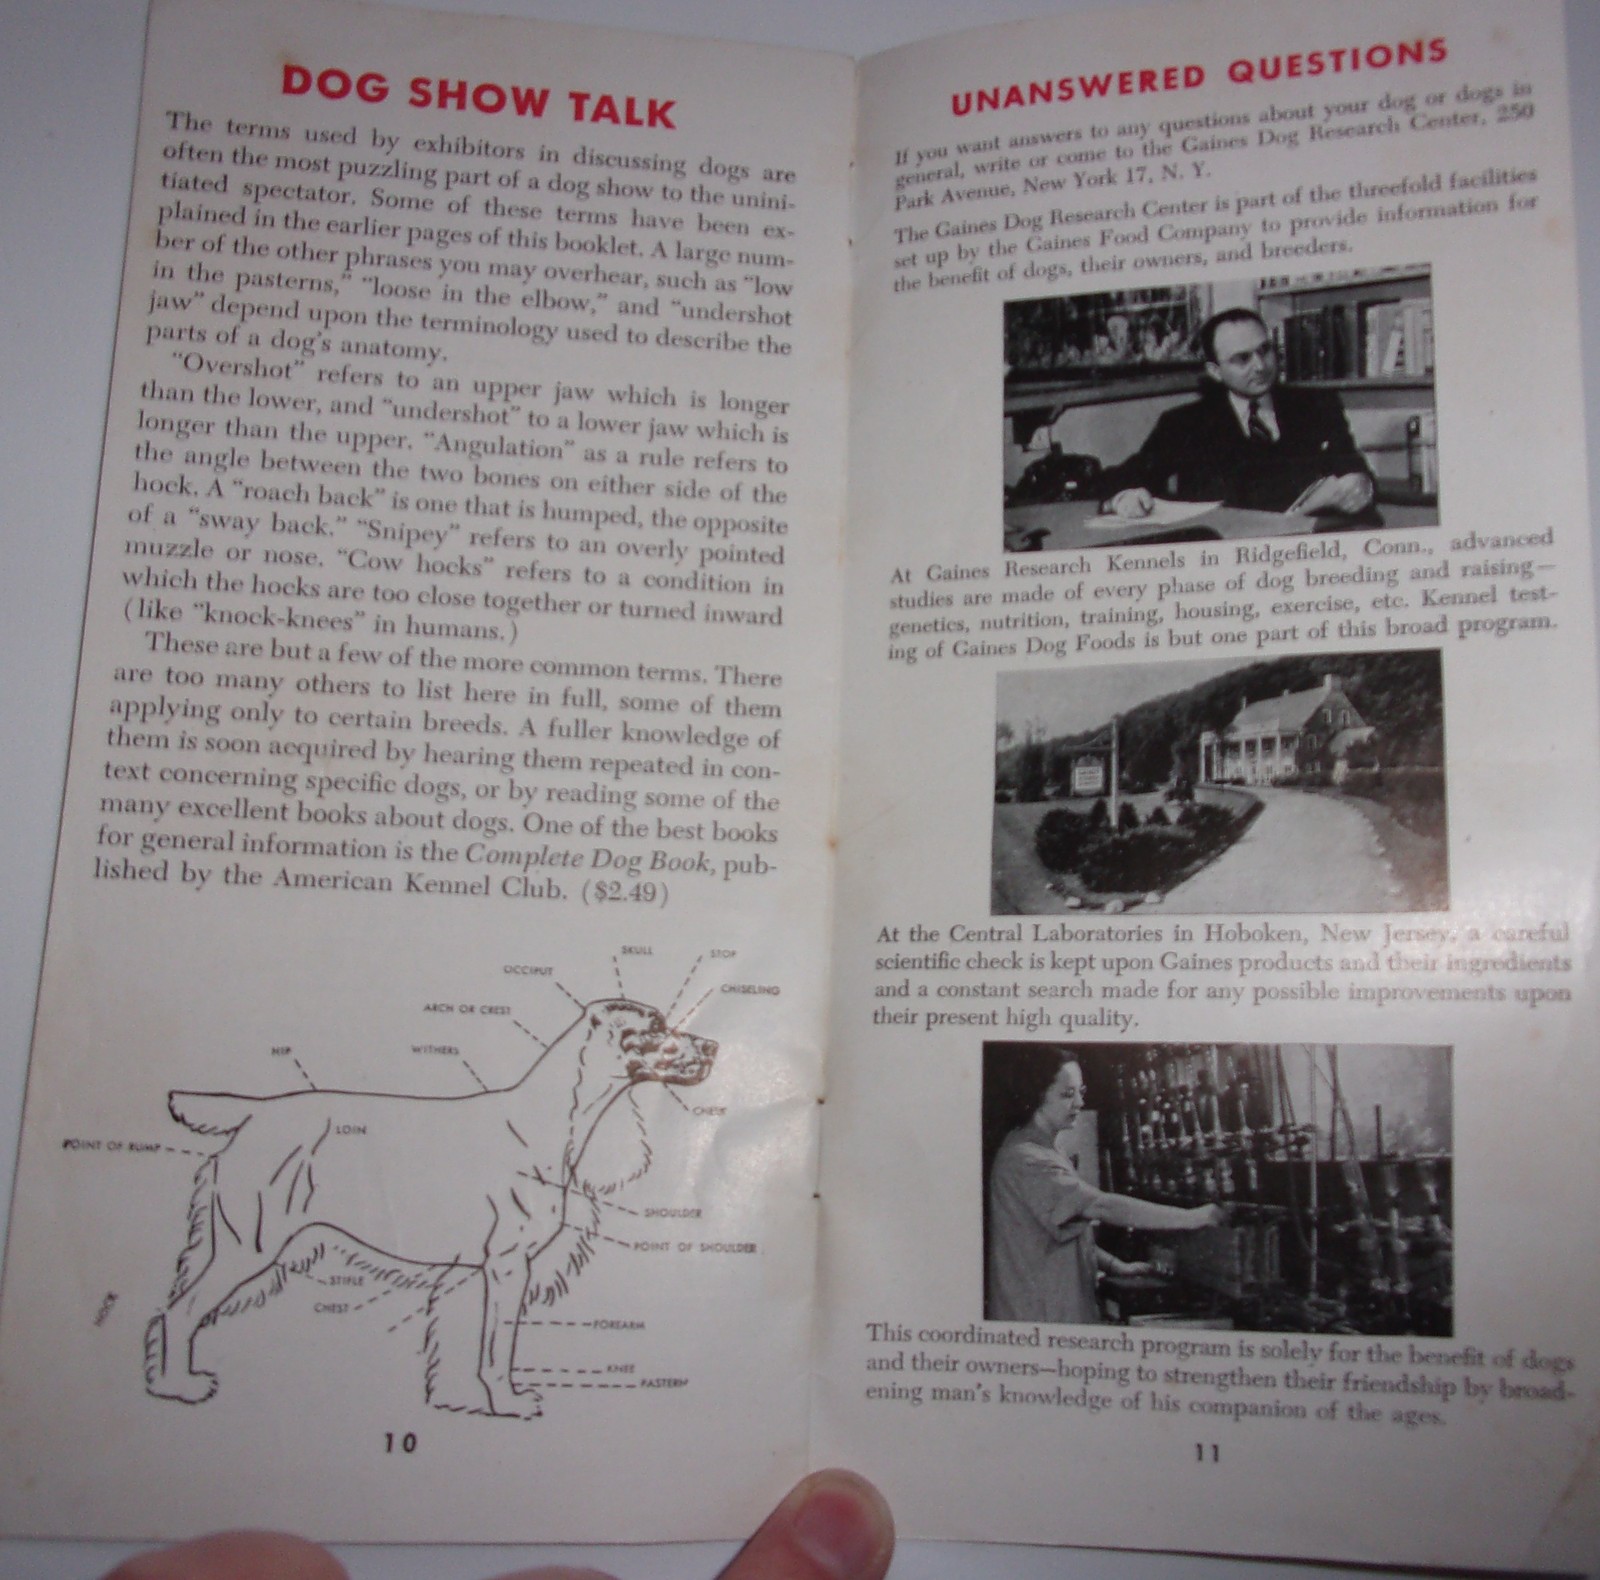 DOG SHOW TALK
The terms used by exhibitors in discussing dogs are
often the most puzzling part of a dog show to the unini-
tiated spectator. Some of these terms have been ex-
plained in the earlier pages of this booklet. A large num-
ber of the other phrases you may overhear, such as "low
in the pasterns," "loose in the elbow," and "undershot
jaw" depend upon the terminology used to describe the
parts of a dog's anatomy.
"Overshot" refers to an upper jaw which is longer
than the lower, and "undershot" to a lower jaw which is
longer than the upper. "Angulation" as a rule refers to
the angle between the two bones on either side of the
hock. A "roach back" is one that is humped, the opposite
of a "sway back." "Snipey" refers to an overly pointed
muzzle or nose. "Cow hocks" refers to a condition in
which the hocks are too close together or turned inward
(like "knock-knees" in humans.)
These are but a few of the more common terms. There
are too many others to list here in full, some of them
applying only to certain breeds. A fuller knowledge of
them is soon acquired by hearing them repeated in con-
text concerning specific dogs, or by reading some of the
many excellent books about dogs. One of the best books
for general information is the Complete Dog Book, pub-
lished by the American Kennel Club. ($2.49)
SKULL
STOP
OCCIPUT
CHISELING
ARCH OR CREST
HIP
WITHERS
CHEEK
LOIN
POINT OF RUMP
SHOULDER
POINT OF SHOULDER
STIFLE
CHEST
HOCK
FOREARM
KNEE
PASTERN
10
UNANSWERED QUESTIONS
If you want answers to any questions about your dog or dogs in
general, write or come to the Gaines Dog Research Center, 250
Park Avenue, New York 17, N. Y.
The Gaines Dog Research Center is part of the threefold facilities
set up by the Gaines Food Company to provide information for
the benefit of dogs, their owners, and breeders.
At Gaines Research Kennels in Ridgefield, Conn., advanced
studies are made of every phase of dog breeding and raising—
genetics, nutrition, training, housing, exercise, etc. Kennel test-
ing of Gaines Dog Foods is but one part of this broad program.
At the Central Laboratories in Hoboken, New Jersey, a careful
scientific check is kept upon Gaines products and their ingredients
and a constant search made for any possible improvements upon
their present high quality.
This coordinated research program is solely for the benefit of dogs
and their owners—hoping to strengthen their friendship by broad-
ening man's knowledge of his companion of the ages.
11